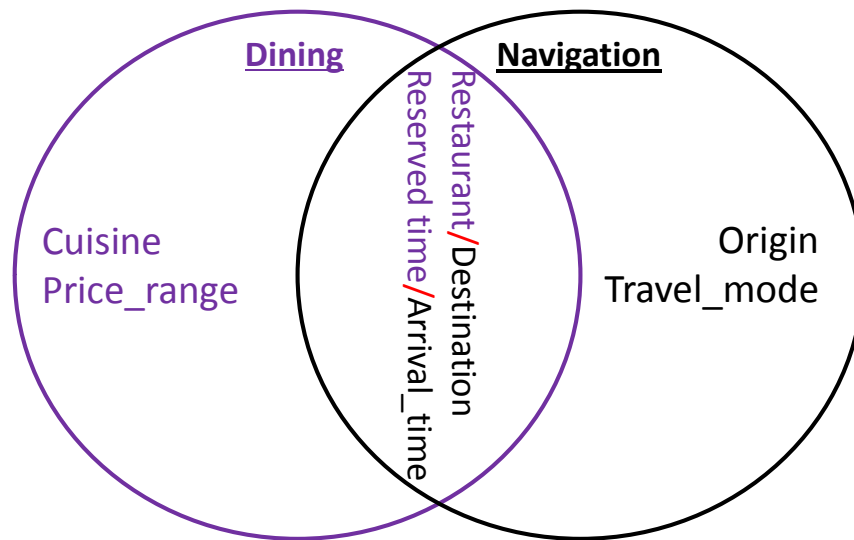 Dining
Navigation
Cuisine
Price_range
Restaurant/Destination
Reserved time/Arrival_time
Origin
Travel_mode